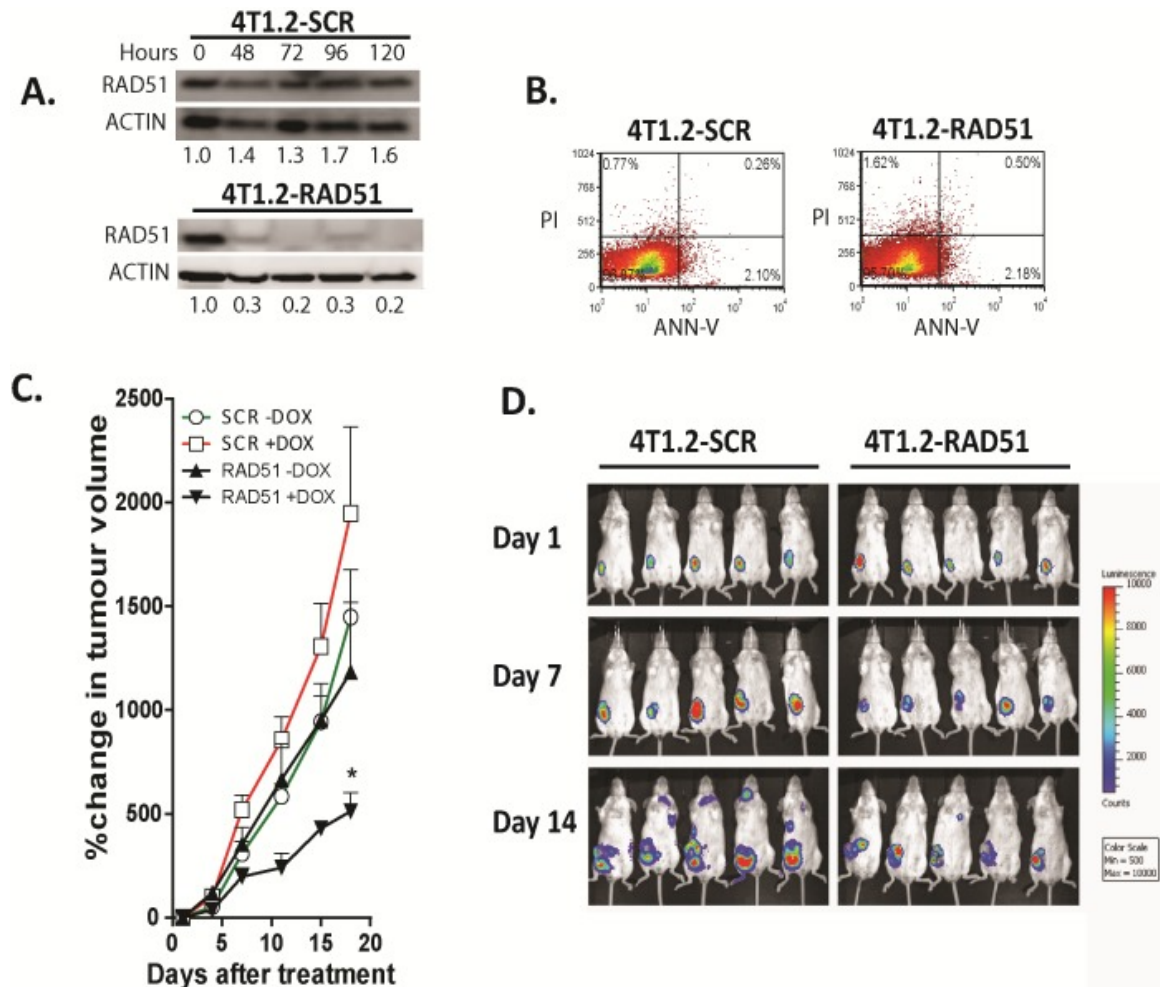 A.
4T1.2-SCR
Hours 0 48 72 96 120
RAD51
ACTIN
1.0 1.4 1.3 1.7 1.6
4T1.2-RAD51
RAD51
ACTIN
1.0 0.3 0.2 0.3 0.2
B.
4T1.2-SCR
1024
768
512
256
0
PI
0.77% 0.26%
2.10%
10⁰ 10¹ 10² 10³ 10⁴
ANN-V
4T1.2-RAD51
1024
768
512
256
0
PI
1.62% 0.50%
2.18%
10⁰ 10¹ 10² 10³ 10⁴
ANN-V
C.
SCR -DOX
SCR +DOX
RAD51 -DOX
RAD51 +DOX
2500
2000
1500
1000
500
0
%change in tumour volume
*
0 5 10 15 20
Days after treatment
D.
4T1.2-SCR 4T1.2-RAD51
Day 1
Day 7
Day 14
Luminescence
10000
8000
6000
4000
2000
Counts
Color Scale
Min = 500
Max = 10000